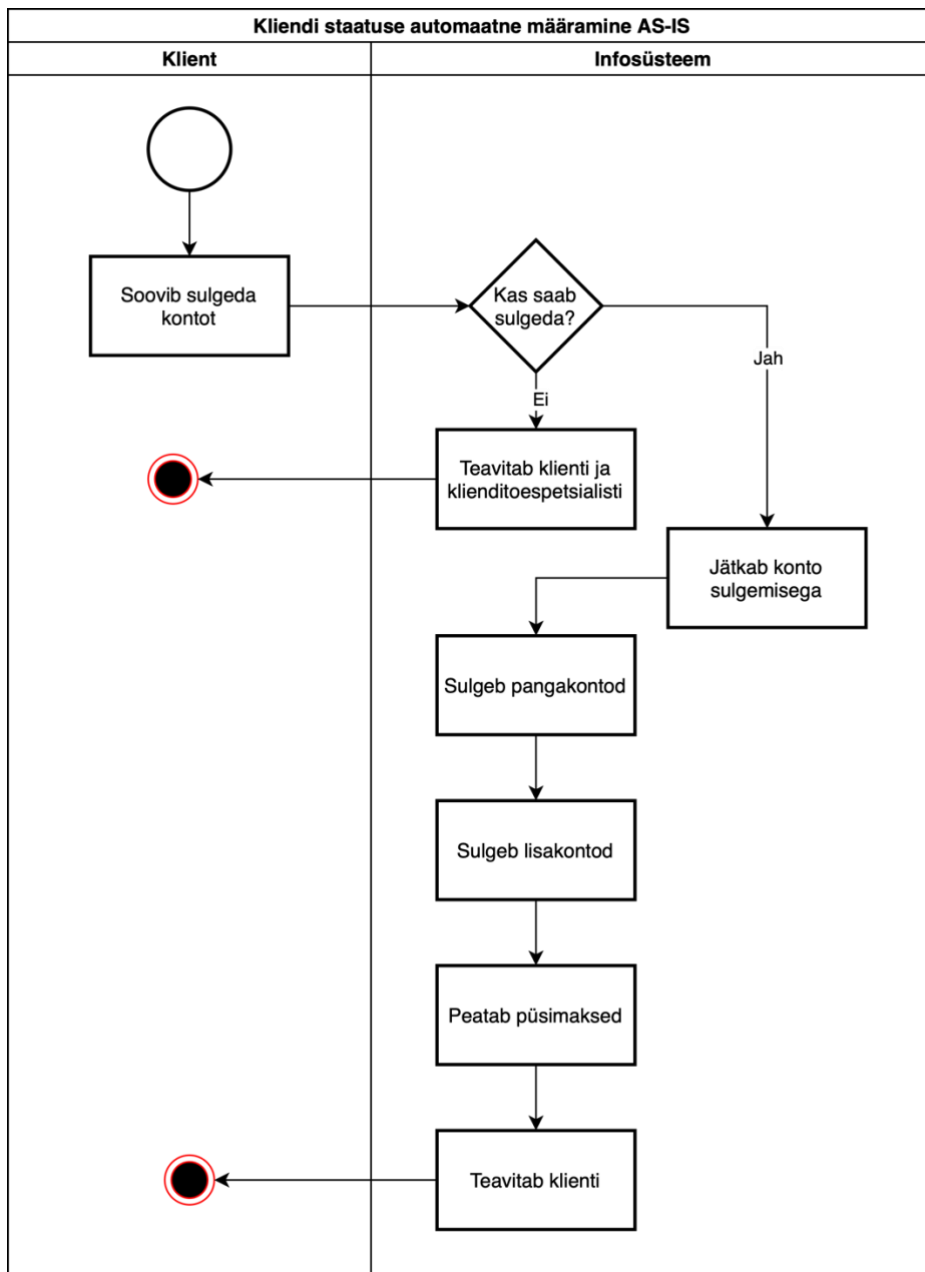 Kliendi staatuse automaatne määramine AS-IS
Klient
Infosüsteem
Soovib sulgeda
kontot
Kas saab
sulgeda?
Jah
Ei
Teavitab klienti ja
klienditoespetsialisti
Jätkab konto
sulgemisega
Sulgeb pangakontod
Sulgeb lisakontod
Peatab püsimaksed
Teavitab klienti